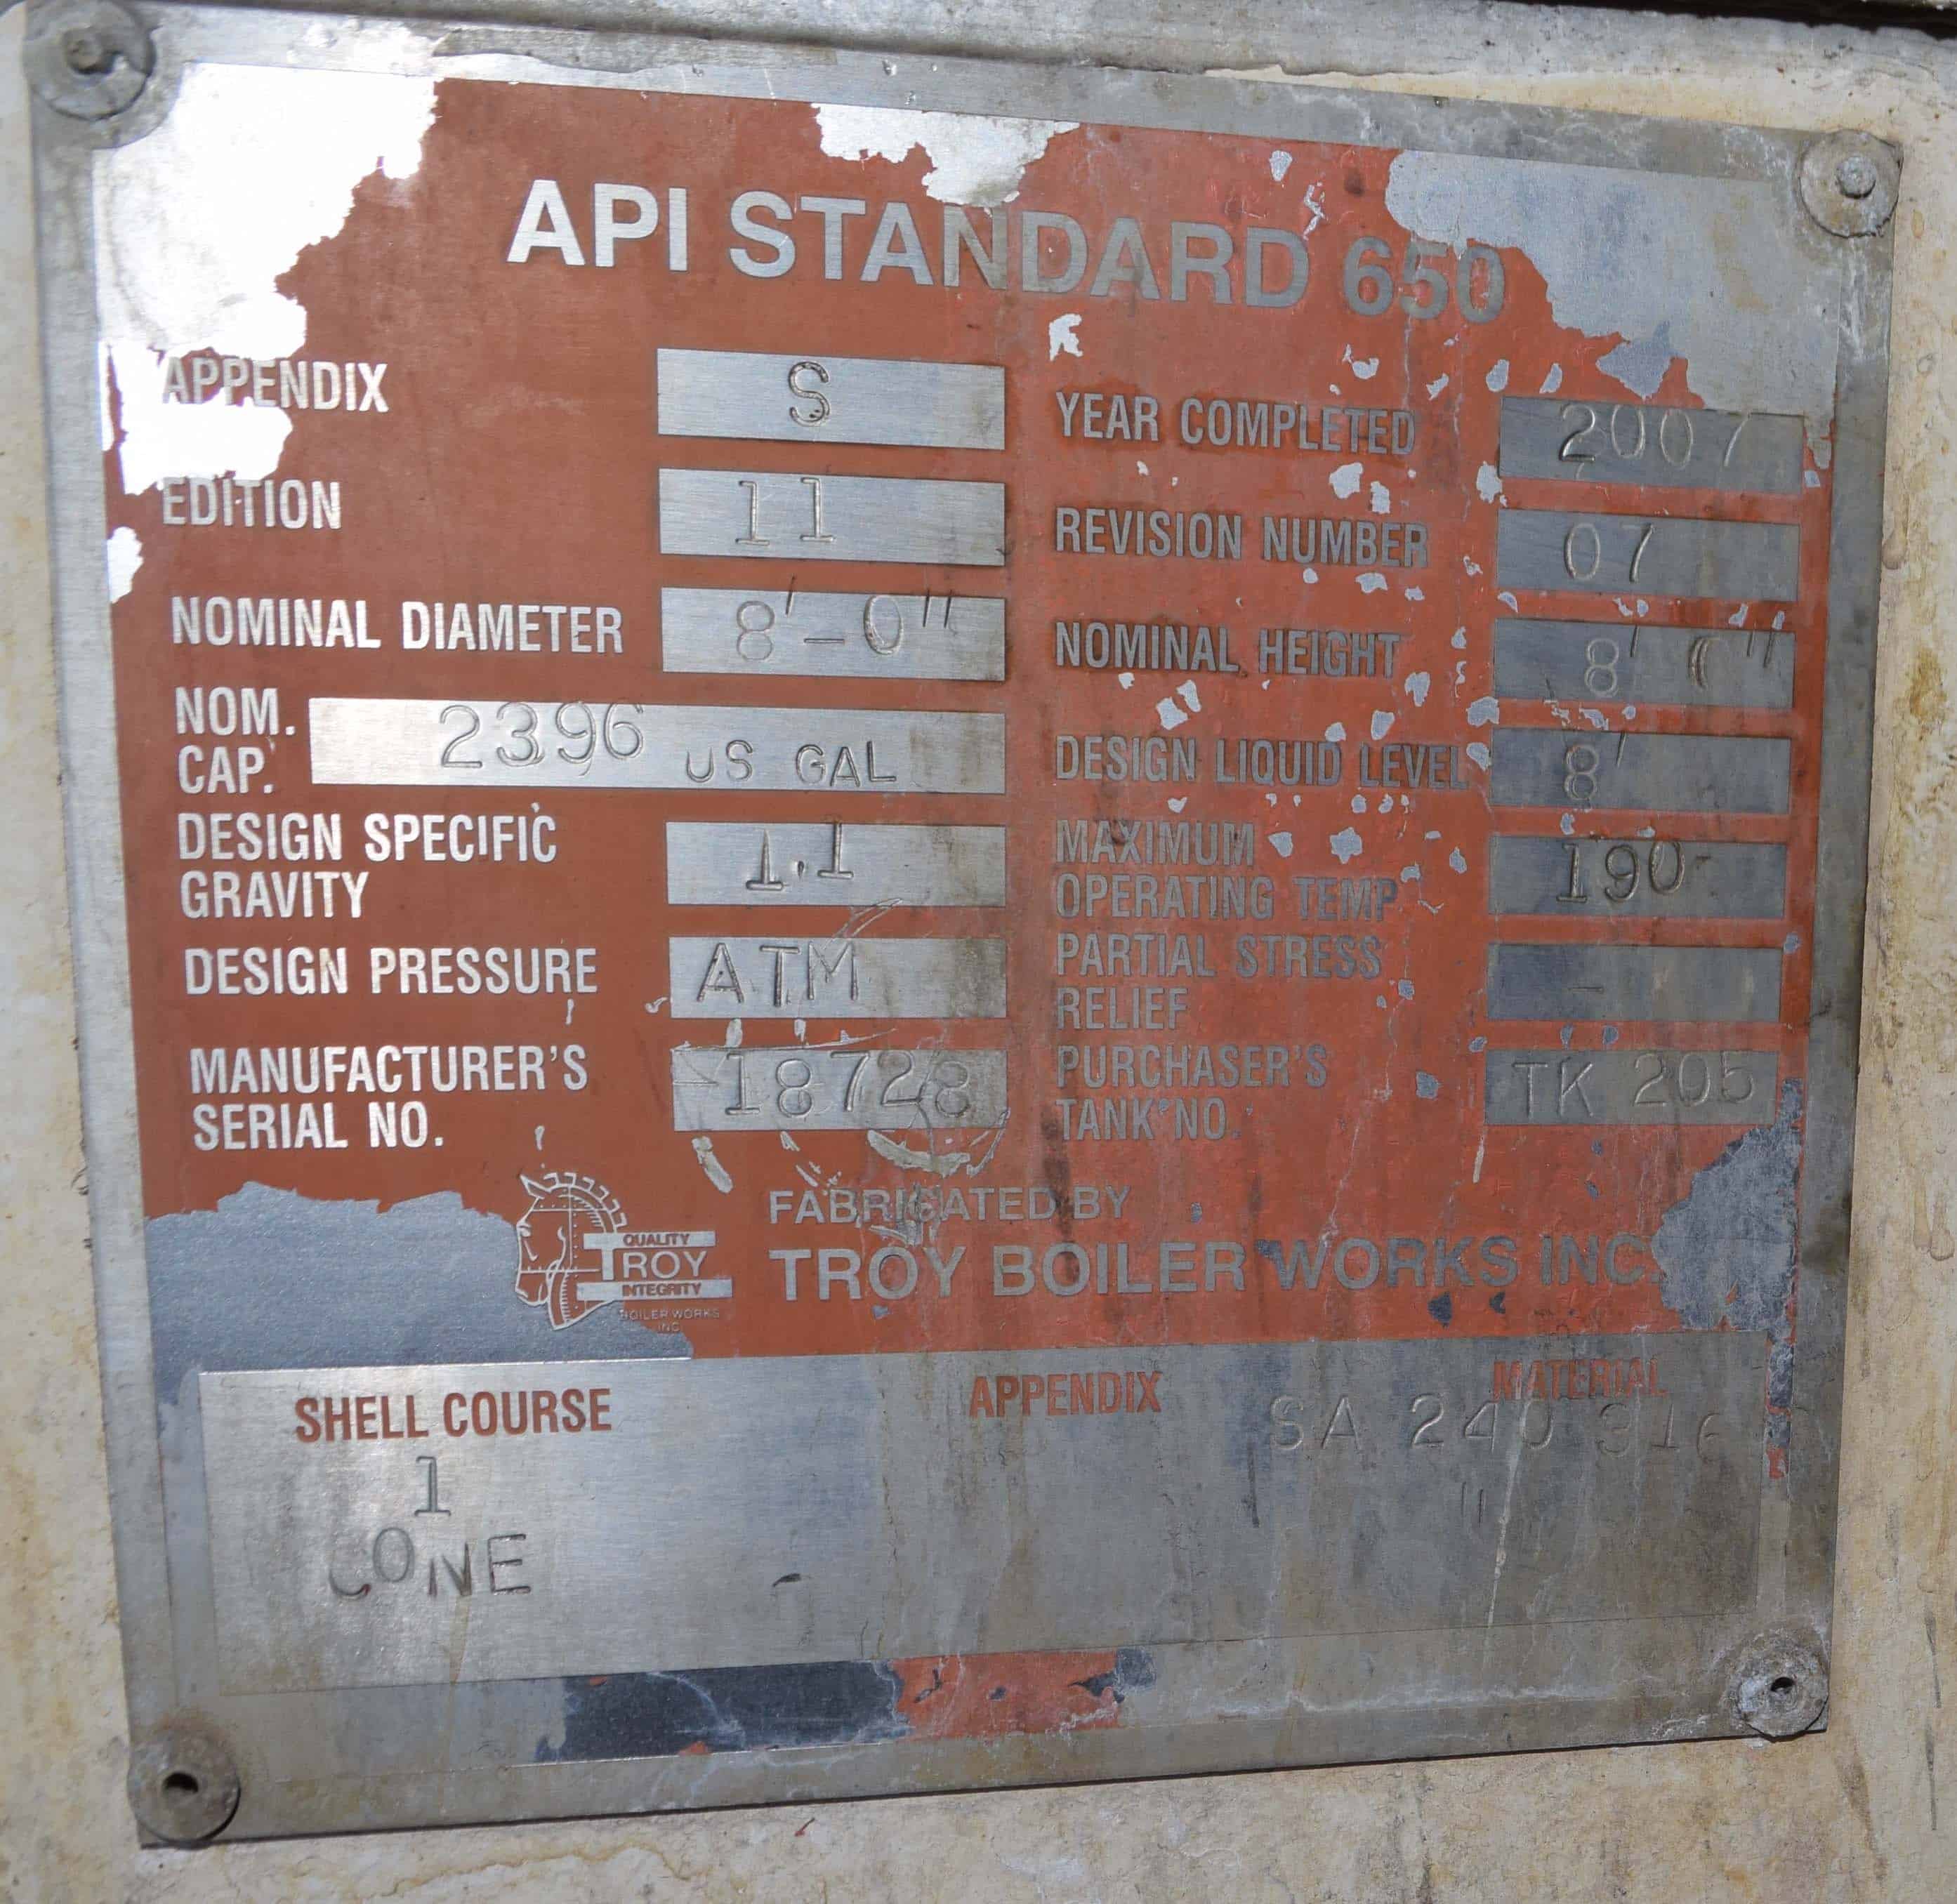 API STANDARD 650
APPENDIX S
EDITION 11
NOMINAL DIAMETER 8'-0"
NOM.
CAP. 2396 US GAL
DESIGN SPECIFIC
GRAVITY 1.1
DESIGN PRESSURE ATM
MANUFACTURER'S
SERIAL NO. 18728
YEAR COMPLETED 2007
REVISION NUMBER 07
NOMINAL HEIGHT 8' 0"
DESIGN LIQUID LEVEL 8'
MAXIMUM
OPERATING TEMP 190
PARTIAL STRESS
RELIEF -
PURCHASER'S
TANK NO. TK 205
QUALITY
TROY
INTEGRITY
BOILER WORKS
INC
FABRICATED BY
TROY BOILER WORKS INC.
SHELL COURSE APPENDIX MATERIAL
1 SA 240 316
CONE "